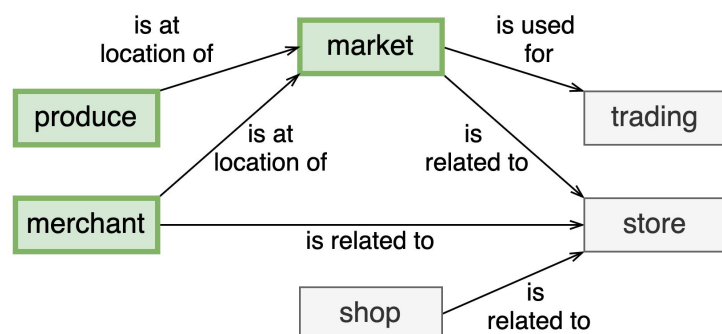 is at
location of
market
is used
for
produce
trading
is at
location of
is
related to
merchant
store
is related to
shop
is
related to